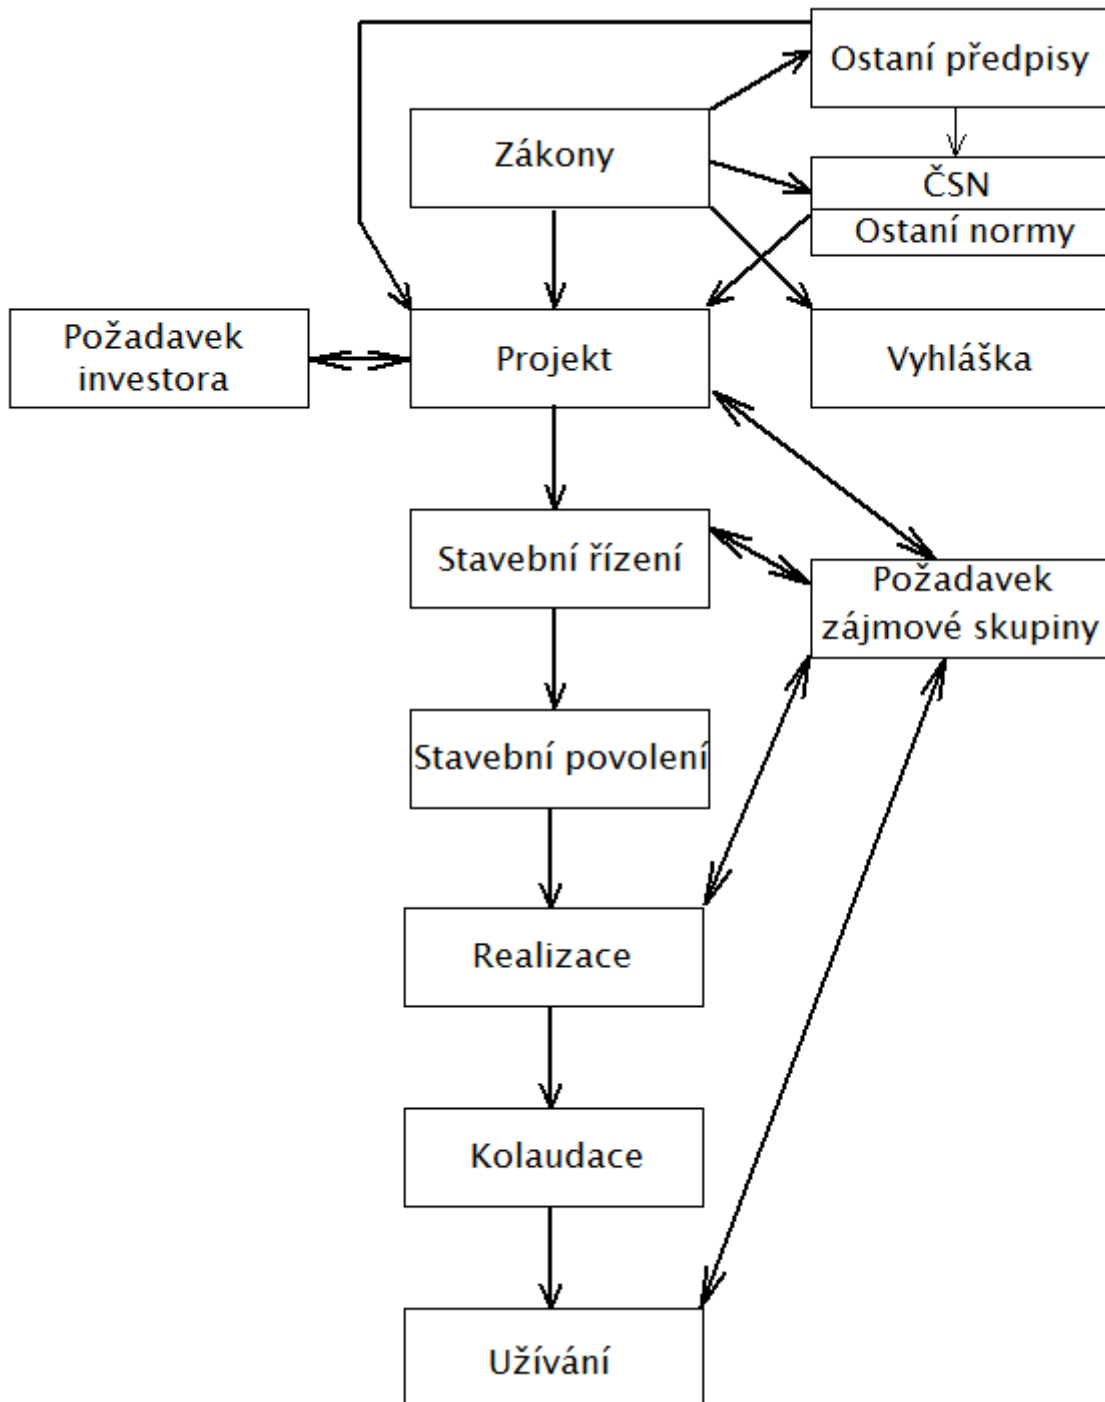 Ostaní předpisy
Zákony
ČSN
Ostaní normy
Požadavek
investora
Projekt
Vyhláška
Stavební řízení
Požadavek
zájmové skupiny
Stavební povolení
Realizace
Kolaudace
Užívání